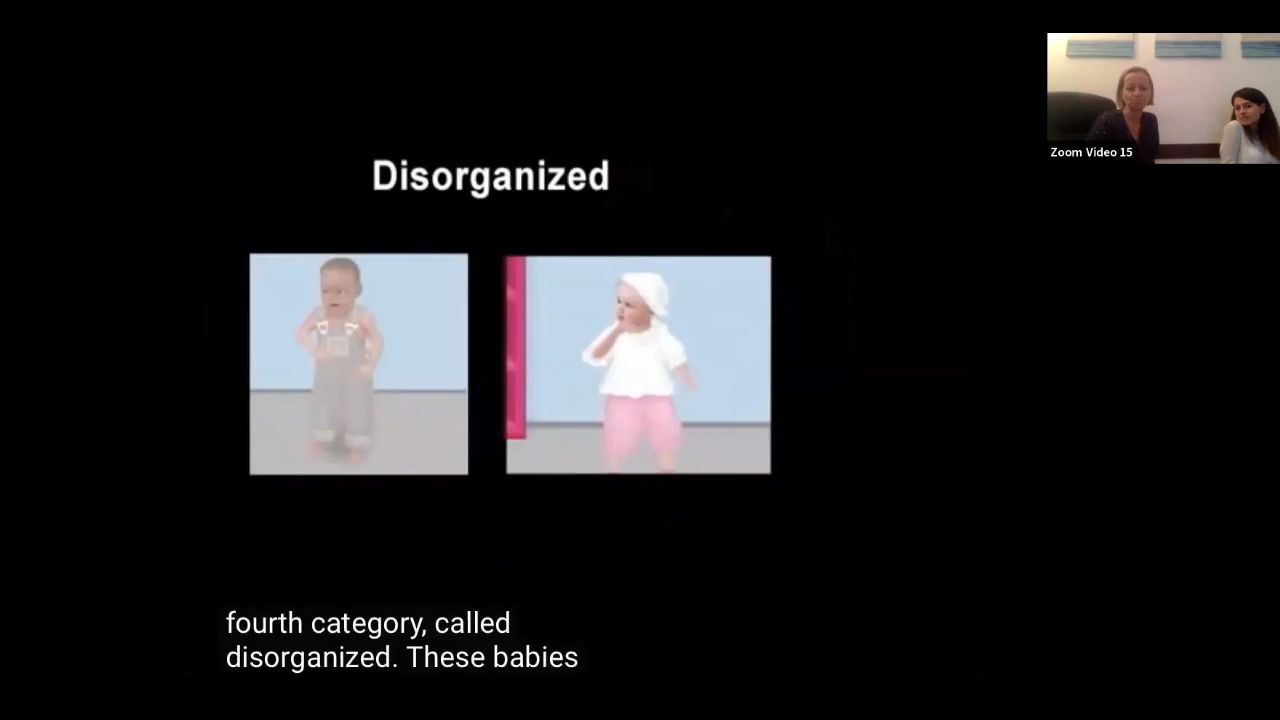 Zoom Video 15
Disorganized
fourth category, called
disorganized. These babies